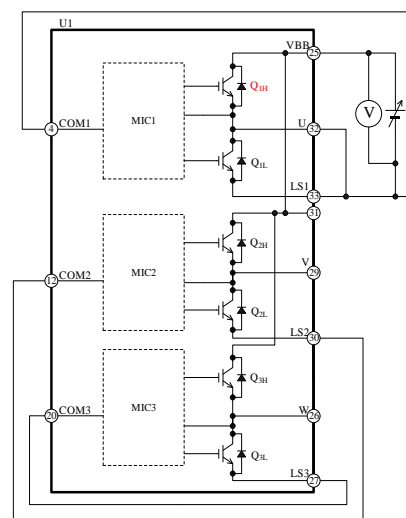 U1
VBB 25
Q1H
MIC1
4 COM1
U 32
V
Q1L
LS1 33
31
MIC2
Q2H
12 COM2
V 29
Q2L
LS2 30
MIC3
Q3H
20 COM3
W 26
Q3L
LS3 27